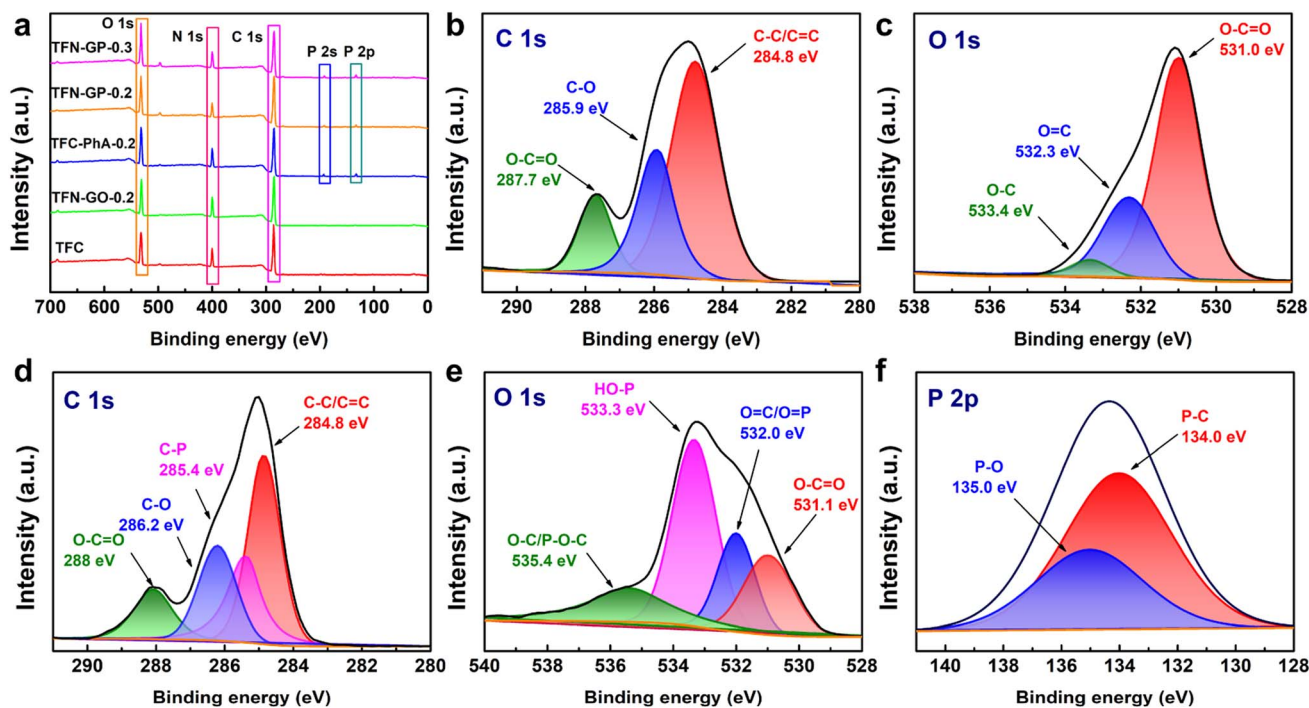 a
O 1s
N 1s
C 1s
P 2s
P 2p
TFN-GP-0.3
TFN-GP-0.2
TFC-PhA-0.2
TFN-GO-0.2
TFC
Intensity (a.u.)
700 600 500 400 300 200 100 0
Binding energy (eV)
b
C 1s
C-C/C=C
284.8 eV
C-O
285.9 eV
O-C=O
287.7 eV
Intensity (a.u.)
290 288 286 284 282 280
Binding energy (eV)
c
O 1s
O-C=O
531.0 eV
O=C
532.3 eV
O-C
533.4 eV
Intensity (a.u.)
538 536 534 532 530 528
Binding energy (eV)
d
C 1s
C-C/C=C
284.8 eV
C-P
285.4 eV
C-O
286.2 eV
O-C=O
288 eV
Intensity (a.u.)
290 288 286 284 282 280
Binding energy (eV)
e
O 1s
HO-P
533.3 eV
O=C/O=P
532.0 eV
O-C=O
531.1 eV
O-C/P-O-C
535.4 eV
Intensity (a.u.)
540 538 536 534 532 530 528
Binding energy (eV)
f
P 2p
P-C
134.0 eV
P-O
135.0 eV
Intensity (a.u.)
140 138 136 134 132 130 128
Binding energy (eV)